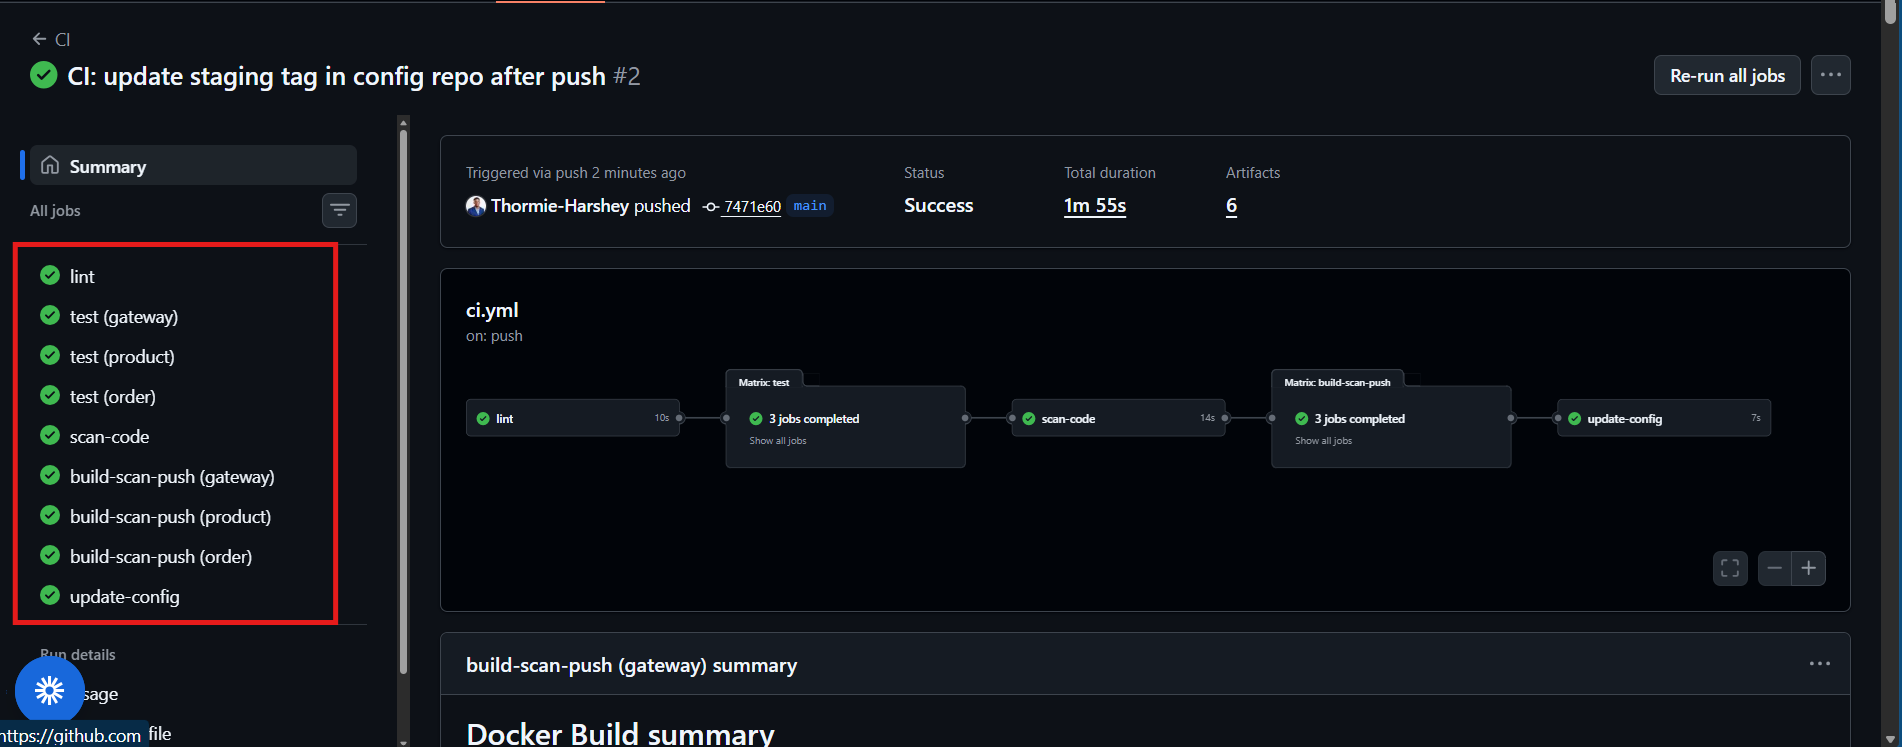 CI
CI: update staging tag in config repo after push #2
Re-run all jobs
Summary
All jobs
lint
test (gateway)
test (product)
test (order)
scan-code
build-scan-push (gateway)
build-scan-push (product)
build-scan-push (order)
update-config
Run details
sage
file
https://github.com
Triggered via push 2 minutes ago
Thormie-Harshey pushed 7471e60 main
Status
Success
Total duration
1m 55s
Artifacts
6
ci.yml
on: push
lint 10s
Matrix: test
3 jobs completed
Show all jobs
scan-code 14s
Matrix: build-scan-push
3 jobs completed
Show all jobs
update-config 7s
build-scan-push (gateway) summary
Docker Build summary